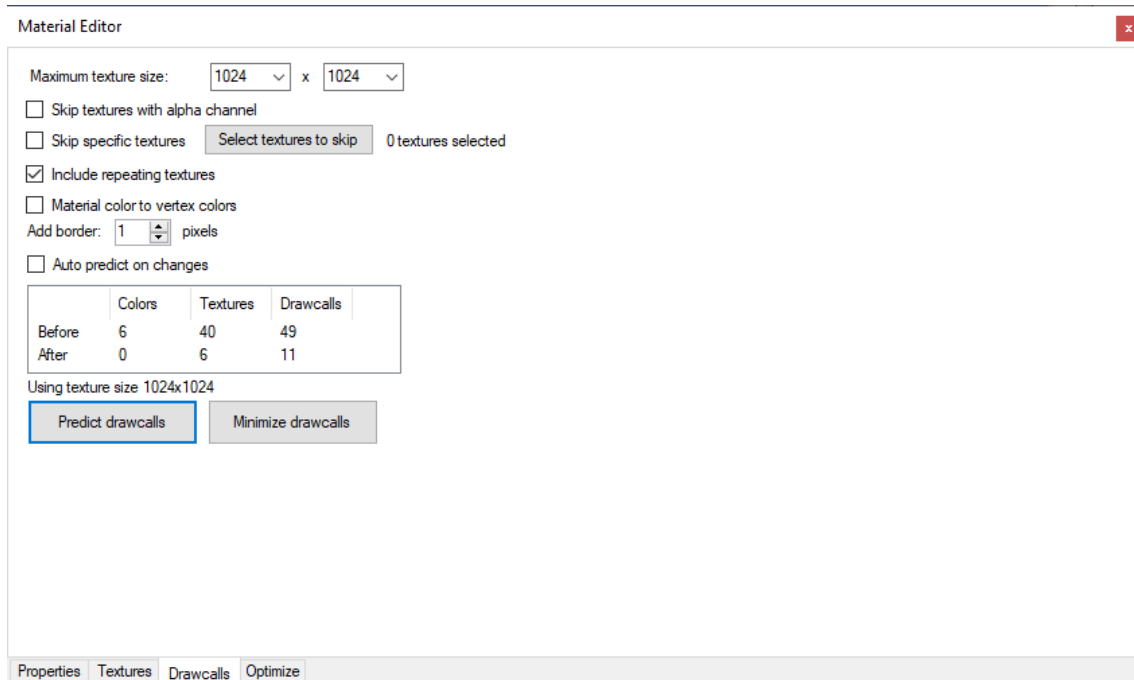 Material Editor
x
Maximum texture size: 1024 x 1024
Skip textures with alpha channel
Skip specific textures Select textures to skip 0 textures selected
Include repeating textures
Material color to vertex colors
Add border: 1 pixels
Auto predict on changes
Colors Textures Drawcalls
Before 6 40 49
After 0 6 11
Using texture size 1024x1024
Predict drawcalls Minimize drawcalls
Properties Textures Drawcalls Optimize